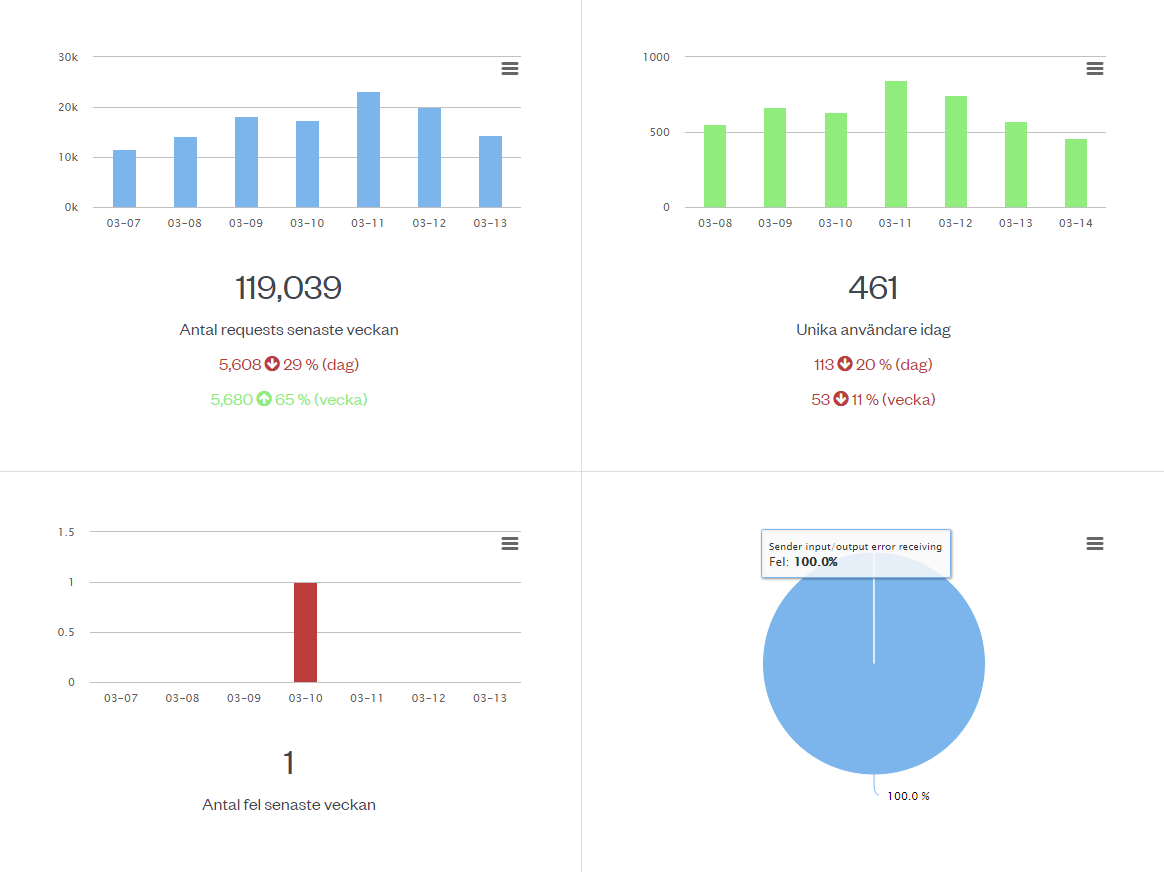 30k
20k
10k
0k
03-07 03-08 03-09 03-10 03-11 03-12 03-13
119,039
Antal requests senaste veckan
5,608 29 % (dag)
5,680 65 % (vecka)
1000
500
0
03-08 03-09 03-10 03-11 03-12 03-13 03-14
461
Unika användare idag
113 20 % (dag)
53 11 % (vecka)
1.5
1
0.5
0
03-07 03-08 03-09 03-10 03-11 03-12 03-13
1
Antal fel senaste veckan
Sender input/output error receiving
Fel: 100.0%
100.0 %